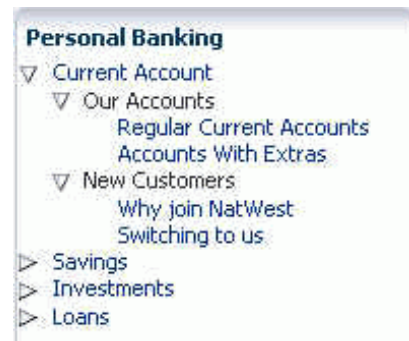 Personal Banking
Current Account
Our Accounts
Regular Current Accounts
Accounts With Extras
New Customers
Why join NatWest
Switching to us
Savings
Investments
Loans